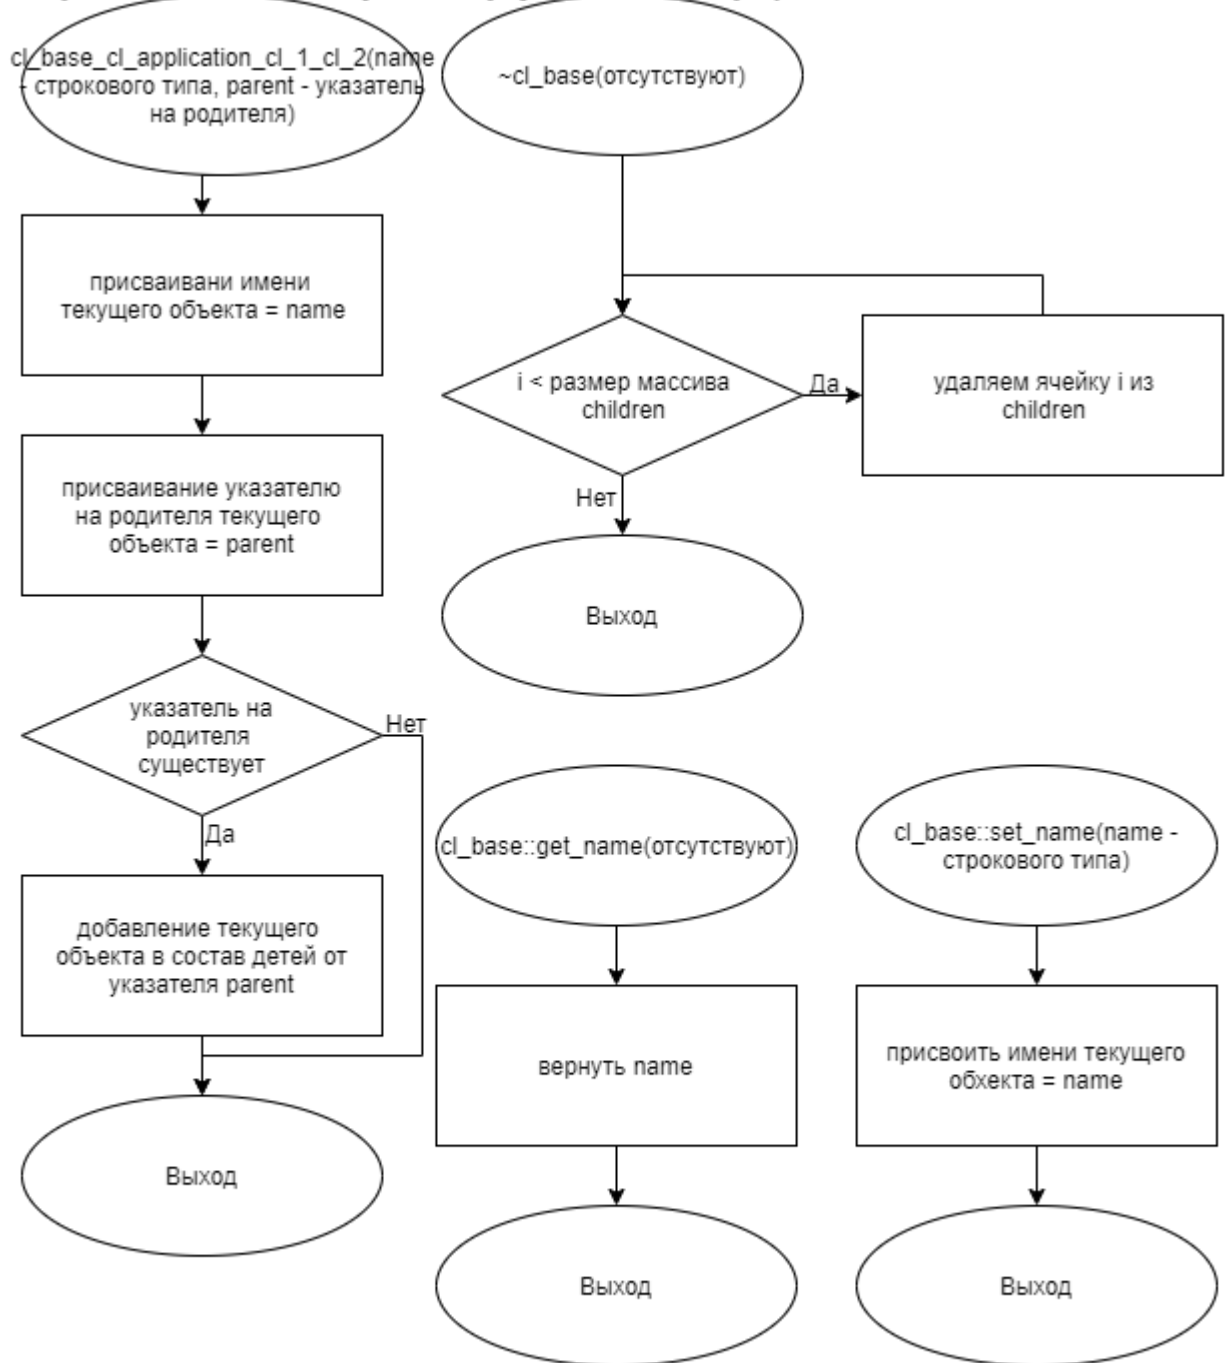 cl_base_cl_application_cl_1_cl_2(name
- строкового типа, parent - указатель
на родителя)
присваивани имени
текущего объекта = name
присваивание указателю
на родителя текущего
объекта = parent
указатель на
родителя
существует
Нет
Да
добавление текущего
объекта в состав детей от
указателя parent
Выход
~cl_base(отсутствуют)
i < размер массива
children
Да
удаляем ячейку i из
children
Нет
Выход
cl_base::get_name(отсутствуют)
вернуть name
Выход
cl_base::set_name(name -
строкового типа)
присвоить имени текущего
обхекта = name
Выход